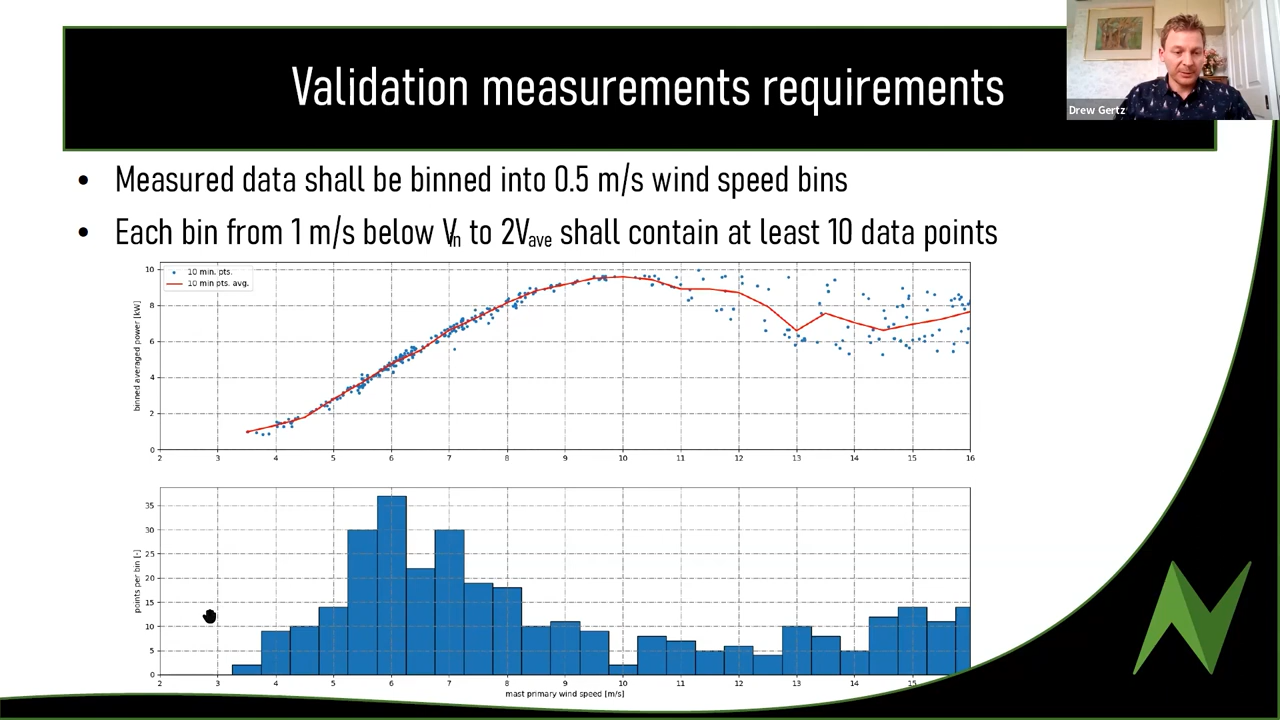 Validation measurements requirements
Drew Gertz
• Measured data shall be binned into 0.5 m/s wind speed bins
• Each bin from 1 m/s below Vin to 2Vave shall contain at least 10 data points
10 min. pts.
10 min pts. avg.
binned averaged power [kW]
10
8
6
4
2
0
2 3 4 5 6 7 8 9 10 11 12 13 14 15 16
points per bin [-]
35
30
25
20
15
10
5
0
2 3 4 5 6 7 8 9 10 11 12 13 14 15
mast primary wind speed [m/s]